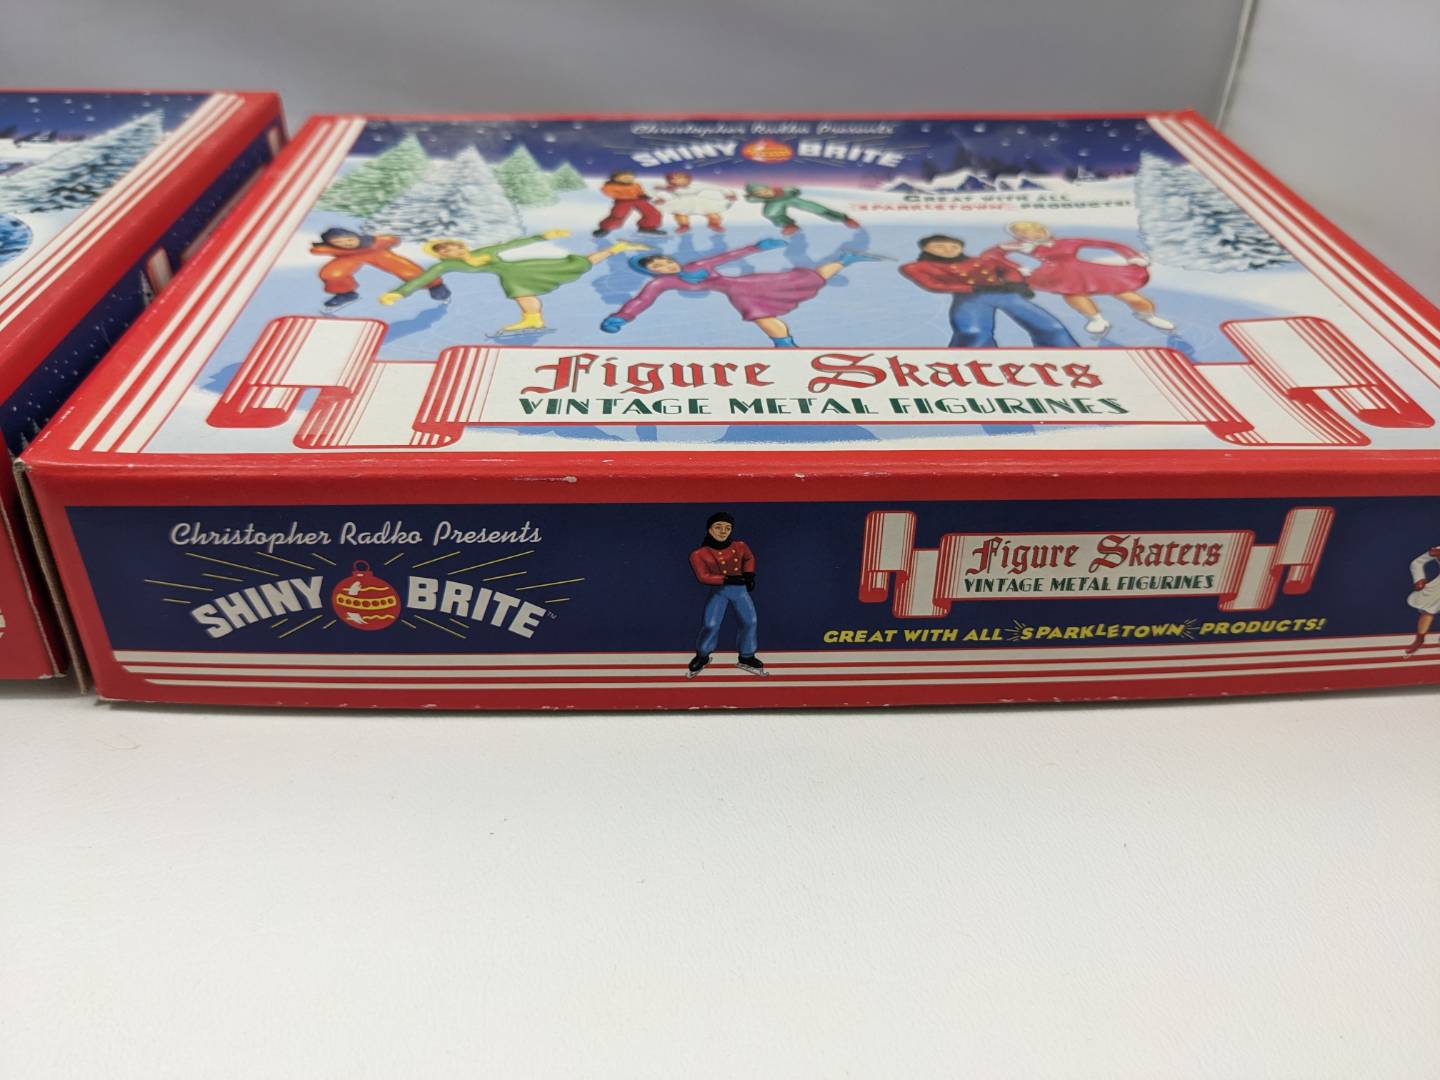 Christopher Radko Presents
SHINY BRITE
GREAT WITH ALL
"SPARKLETOWN" PRODUCTS!
Figure Skaters
VINTAGE METAL FIGURINES
Christopher Radko Presents
SHINY BRITE™
Figure Skaters
VINTAGE METAL FIGURINES
GREAT WITH ALL SPARKLETOWN PRODUCTS!